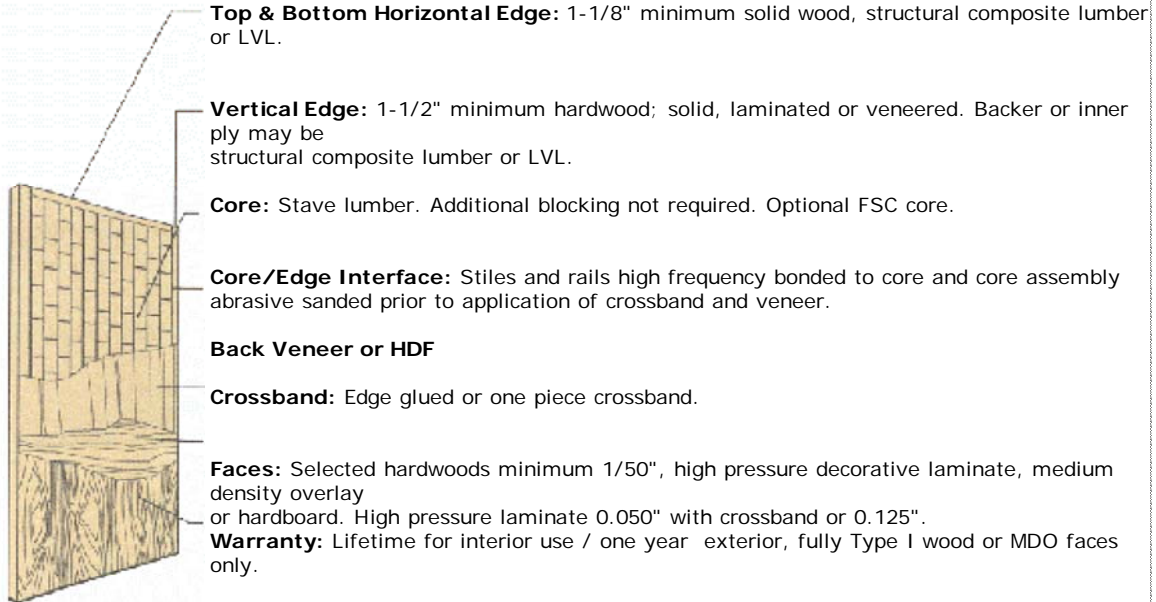 Top & Bottom Horizontal Edge: 1-1/8" minimum solid wood, structural composite lumber
or LVL.
Vertical Edge: 1-1/2" minimum hardwood; solid, laminated or veneered. Backer or inner
ply may be
structural composite lumber or LVL.
Core: Stave lumber. Additional blocking not required. Optional FSC core.
Core/Edge Interface: Stiles and rails high frequency bonded to core and core assembly
abrasive sanded prior to application of crossband and veneer.
Back Veneer or HDF
Crossband: Edge glued or one piece crossband.
Faces: Selected hardwoods minimum 1/50", high pressure decorative laminate, medium
density overlay
or hardboard. High pressure laminate 0.050" with crossband or 0.125".
Warranty: Lifetime for interior use / one year exterior, fully Type I wood or MDO faces
only.